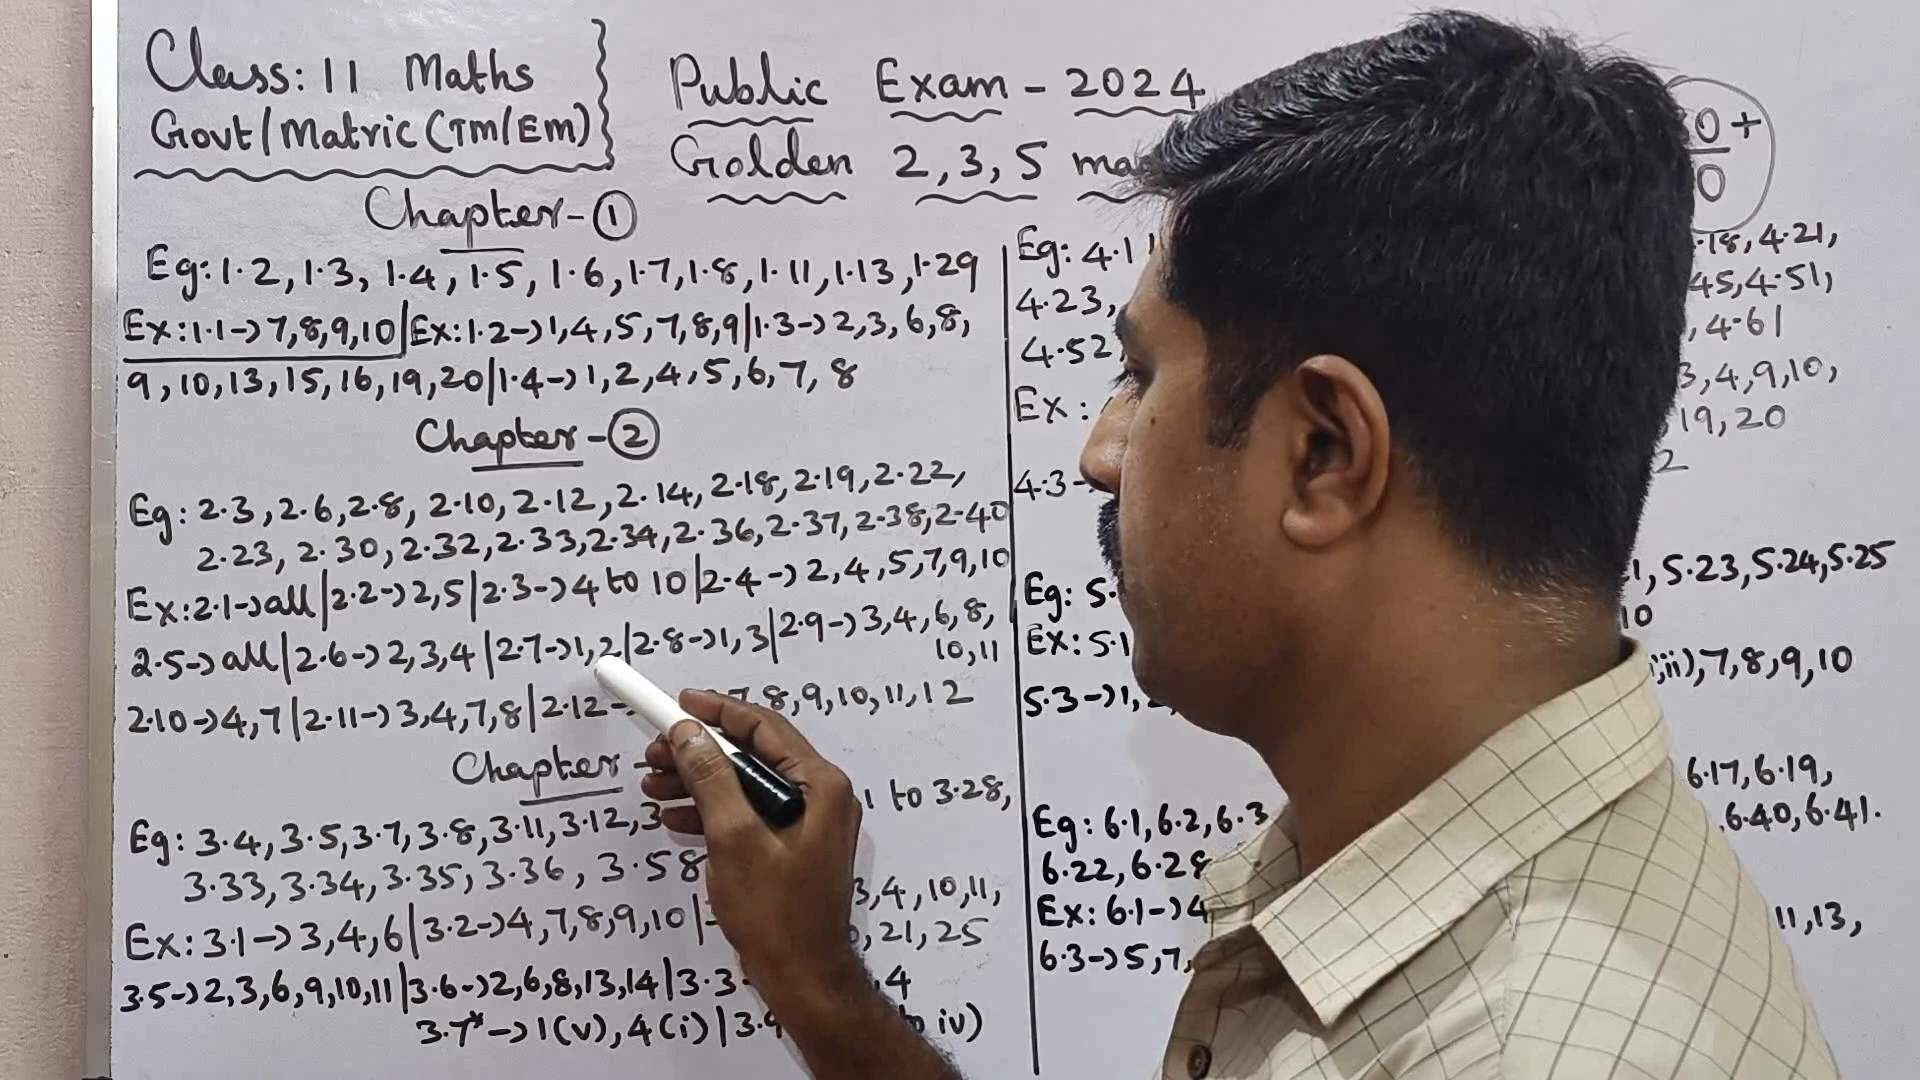 Class: 11 Maths
Govt/Matric (TM/EM)
Public Exam - 2024
Golden 2, 3, 5
Chapter - 1
Eg: 1.2, 1.3, 1.4, 1.5, 1.6, 1.7, 1.8, 1.11, 1.13, 1.29
Ex: 1.1 -> 7, 8, 9, 10 | Ex: 1.2 -> 1, 4, 5, 7, 8, 9 | 1.3 -> 2, 3, 6, 8,
9, 10, 13, 15, 16, 19, 20 | 1.4 -> 1, 2, 4, 5, 6, 7, 8
Chapter - 2
Eg: 2.3, 2.6, 2.8, 2.10, 2.12, 2.14, 2.18, 2.19, 2.22,
2.23, 2.30, 2.32, 2.33, 2.34, 2.36, 2.37, 2.38, 2.40
Ex: 2.1 -> all | 2.2 -> 2, 5 | 2.3 -> 4 to 10 | 2.4 -> 2, 4, 5, 7, 9, 10
2.5 -> all | 2.6 -> 2, 3, 4 | 2.7 -> 1, 2 | 2.8 -> 1, 3 | 2.9 -> 3, 4, 6, 8,
10, 11
2.10 -> 4, 7 | 2.11 -> 3, 4, 7, 8 | 2.12 -> 7, 8, 9, 10, 11, 12
Chapter -
Eg: 3.4, 3.5, 3.7, 3.8, 3.11, 3.12, to 3.28,
3.33, 3.34, 3.35, 3.36, 3.58
Ex: 3.1 -> 3, 4, 6 | 3.2 -> 4, 7, 8, 9, 10 | 3, 4, 10, 11,
21, 25
3.5 -> 2, 3, 6, 9, 10, 11 | 3.6 -> 2, 6, 8, 13, 14 | 4
3.7* -> 1(v), 4(i) | iv)
Eg: .18, 4.21,
4.23, 4.51,
4.52, 4.61
Ex: 3, 4, 9, 10,
19, 20
4.3
Eg: 5.23, 5.24, 5.25
Ex: 5.1 10
7, 8, 9, 10
5.3 -> 1,
6.17, 6.19,
Eg: 6.1, 6.2, 6.3 6.40, 6.41.
6.22, 6.28
Ex: 6.1 -> 4 11, 13,
6.3 -> 5, 7,